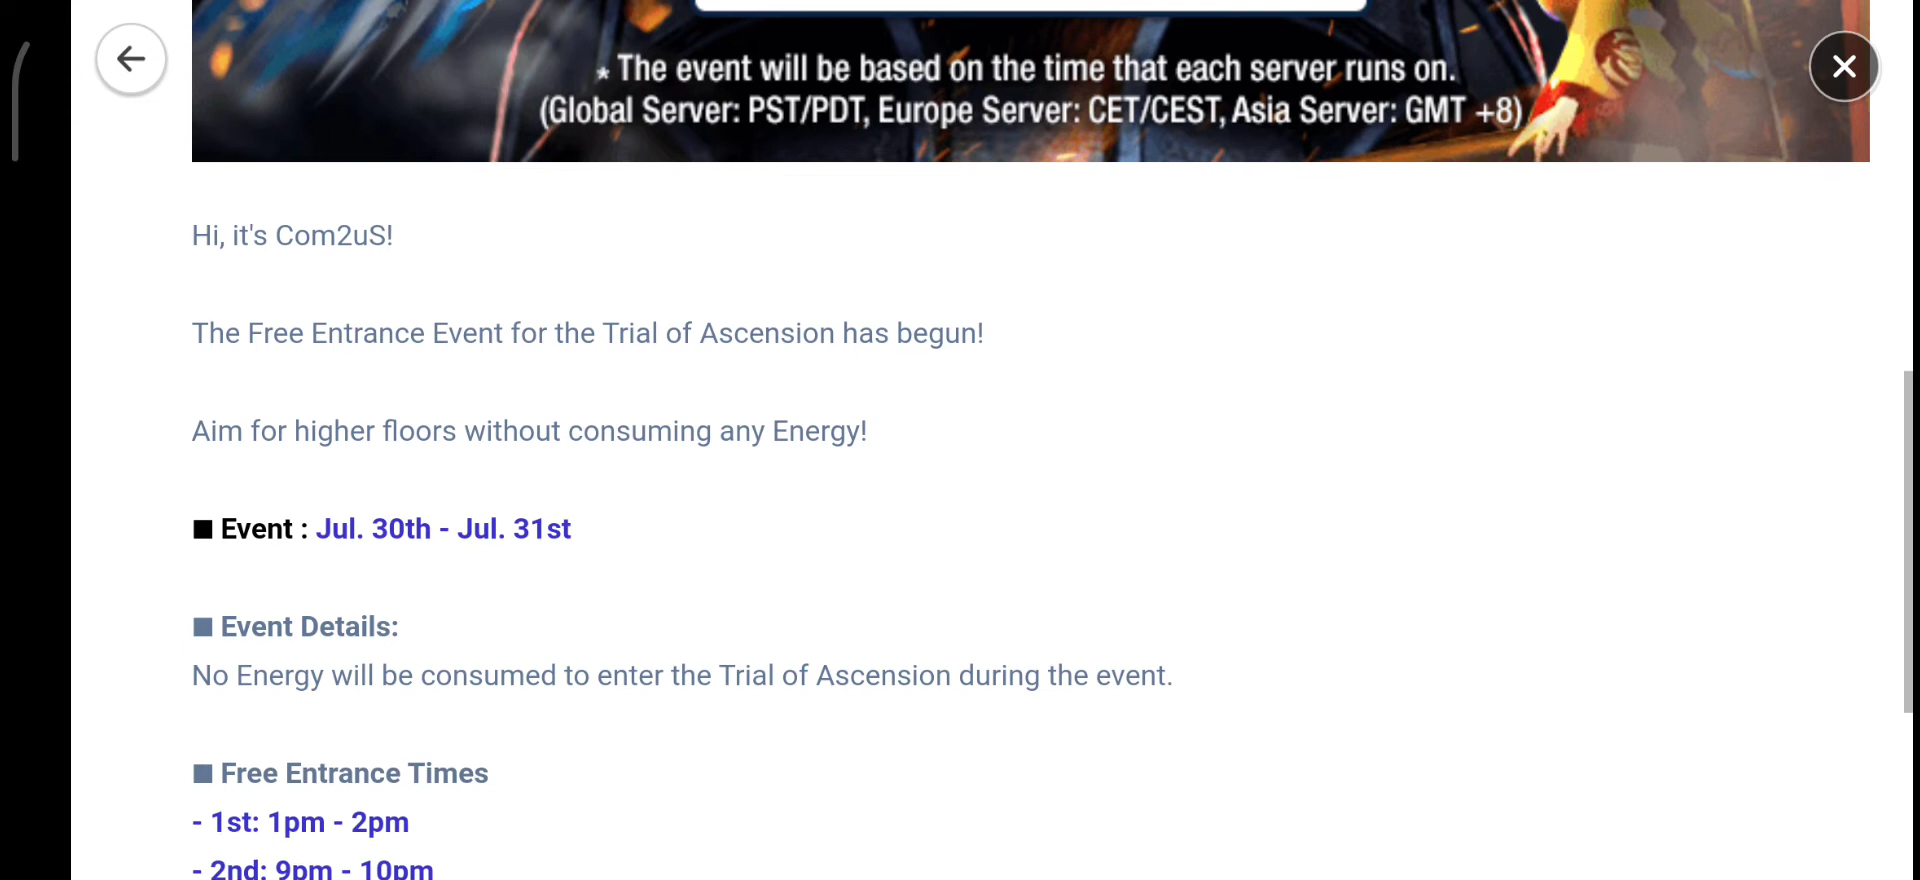 * The event will be based on the time that each server runs on.
(Global Server: PST/PDT, Europe Server: CET/CEST, Asia Server: GMT +8)
Hi, it's Com2uS!
The Free Entrance Event for the Trial of Ascension has begun!
Aim for higher floors without consuming any Energy!
■ Event : Jul. 30th - Jul. 31st
■ Event Details:
No Energy will be consumed to enter the Trial of Ascension during the event.
■ Free Entrance Times
- 1st: 1pm - 2pm
- 2nd: 9pm - 10pm